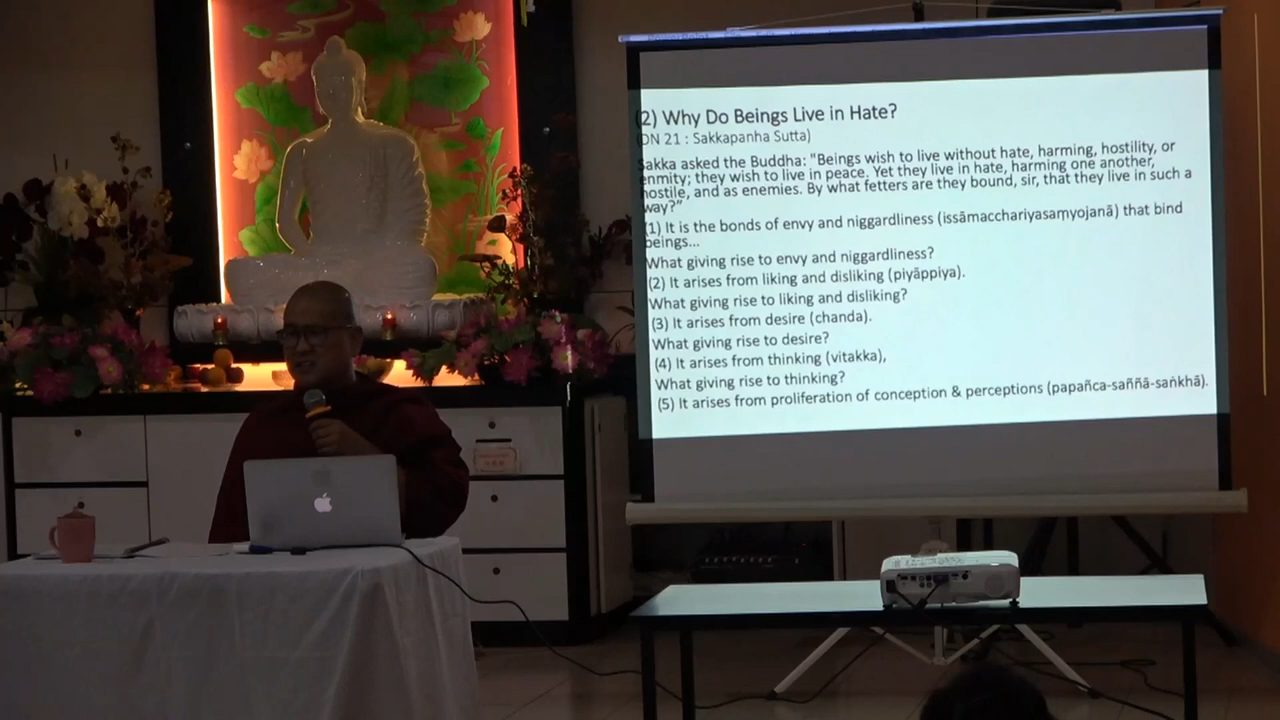 (2) Why Do Beings Live in Hate?
(DN 21 : Sakkapanha Sutta)
Sakka asked the Buddha: "Beings wish to live without hate, harming, hostility, or
enmity; they wish to live in peace. Yet they live in hate, harming one another,
hostile, and as enemies. By what fetters are they bound, sir, that they live in such a
way?"
(1) It is the bonds of envy and niggardliness (issāmacchariyasaṃyojanā) that bind
beings...
What giving rise to envy and niggardliness?
(2) It arises from liking and disliking (piyāppiya).
What giving rise to liking and disliking?
(3) It arises from desire (chanda).
What giving rise to desire?
(4) It arises from thinking (vitakka),
What giving rise to thinking?
(5) It arises from proliferation of conception & perceptions (papañca-saññā-saṅkhā).